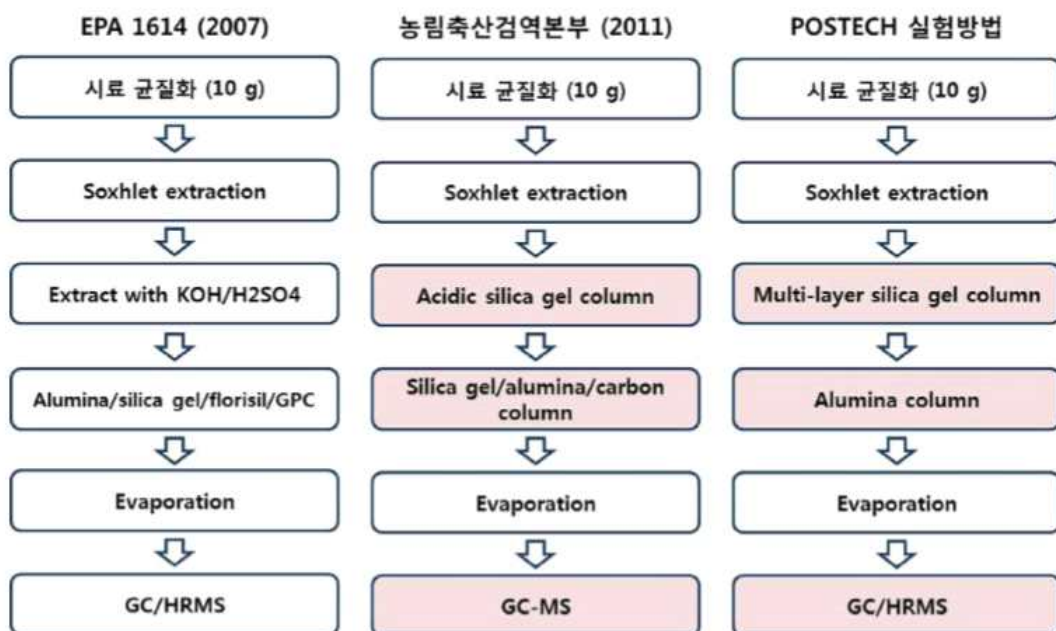 EPA 1614 (2007)
시료 균질화 (10 g)
Soxhlet extraction
Extract with KOH/H2SO4
Alumina/silica gel/florisil/GPC
Evaporation
GC/HRMS
농림축산검역본부 (2011)
시료 균질화 (10 g)
Soxhlet extraction
Acidic silica gel column
Silica gel/alumina/carbon
column
Evaporation
GC-MS
POSTECH 실험방법
시료 균질화 (10 g)
Soxhlet extraction
Multi-layer silica gel column
Alumina column
Evaporation
GC/HRMS